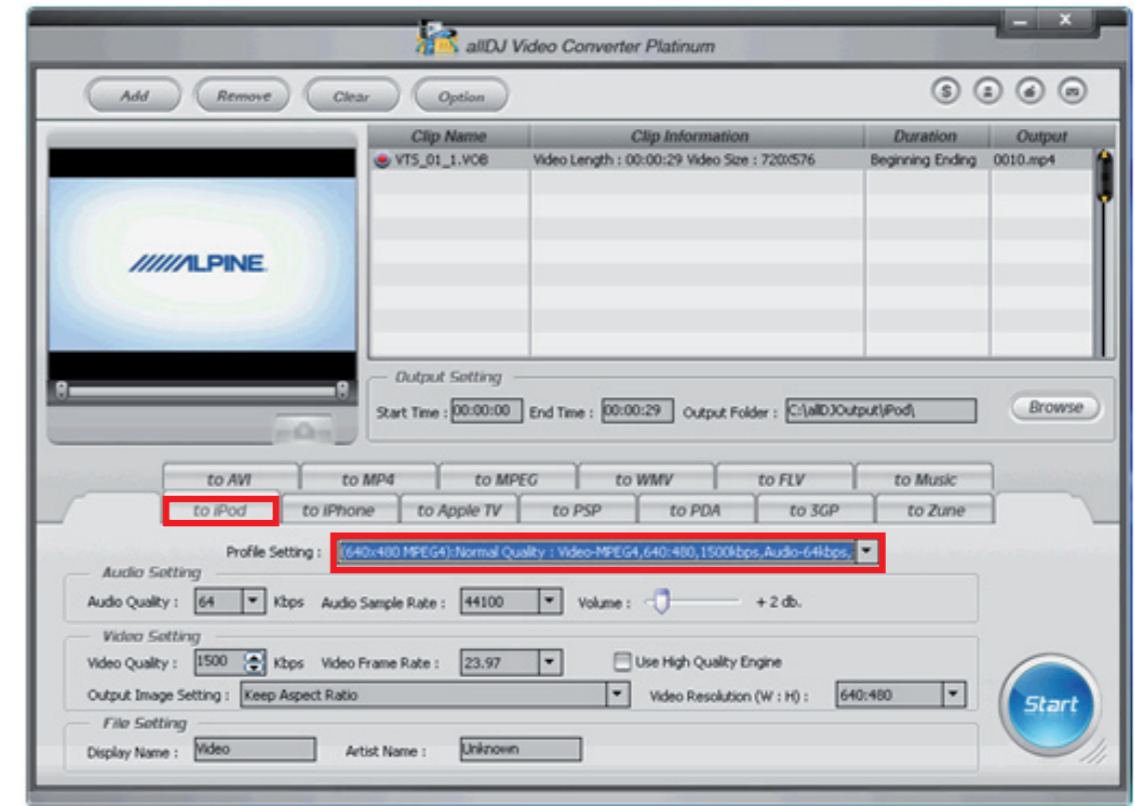 allDJ Video Converter Platinum
Add Remove Clear Option
Clip Name Clip Information Duration Output
VTS_01_1.VOB Video Length : 00:00:29 Video Size : 720X576 Beginning Ending 0010.mp4
ALPINE
Output Setting
Start Time : 00:00:00 End Time : 00:00:29 Output Folder : C:\allDJOutput\iPod\ Browse
to AVI to MP4 to MPEG to WMV to FLV to Music
to iPod to iPhone to Apple TV to PSP to PDA to 3GP to Zune
Profile Setting : (640x480 MPEG4):Normal Quality : Video-MPEG4,640:480,1500kbps,Audio-64kbps,
Audio Setting
Audio Quality : 64 Kbps Audio Sample Rate : 44100 Volume : + 2 db.
Video Setting
Video Quality : 1500 Kbps Video Frame Rate : 23.97 Use High Quality Engine
Output Image Setting : Keep Aspect Ratio Video Resolution (W : H) : 640:480
Start
File Setting
Display Name : Video Artist Name : Unknown